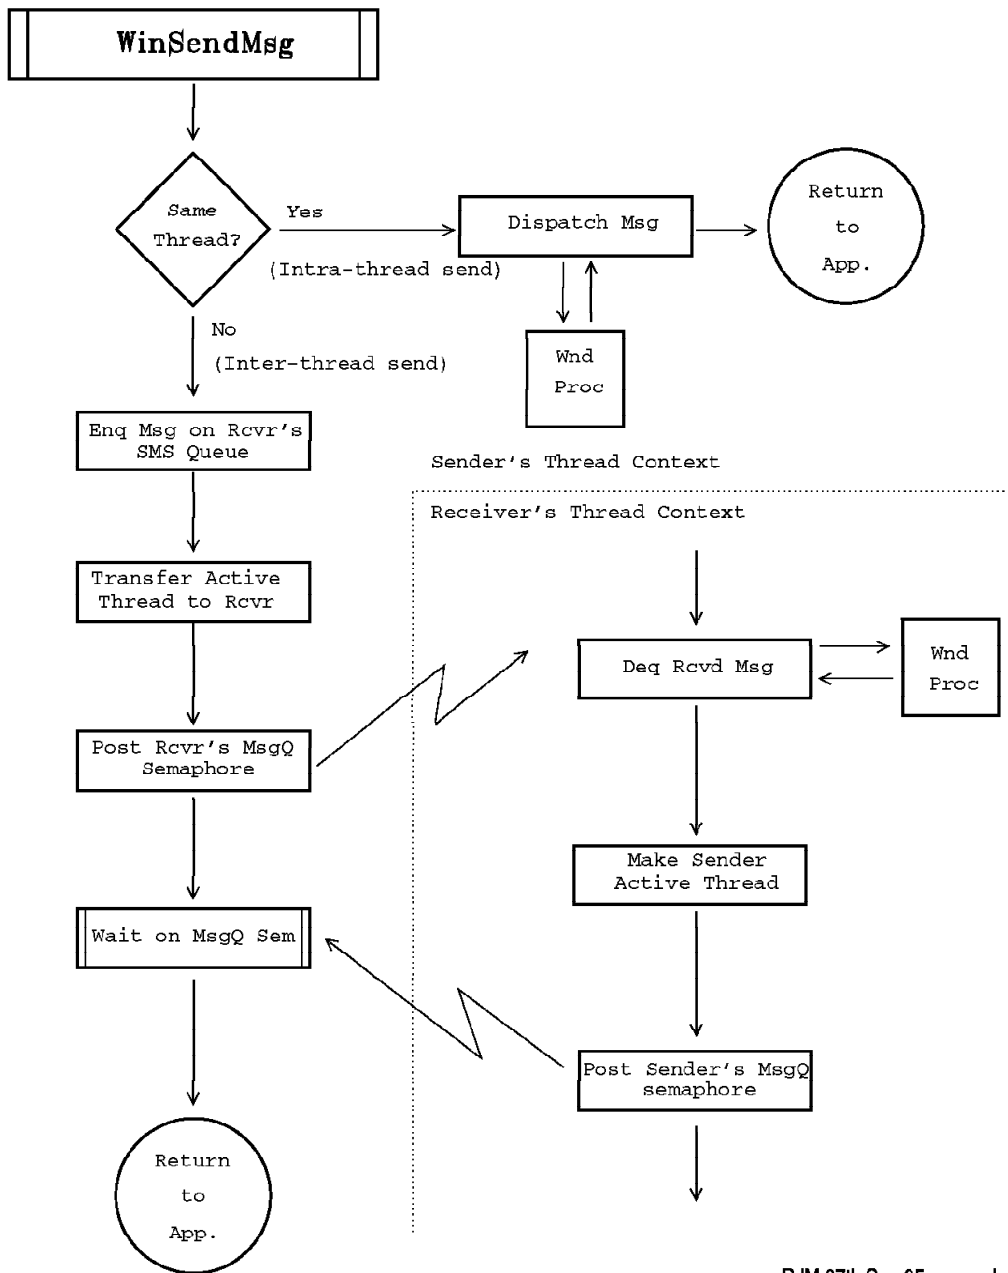 WinSendMsg
Same
Thread?
Yes
(Intra-thread send)
Dispatch Msg
Return
to
App.
Wnd
Proc
No
(Inter-thread send)
Enq Msg on Rcvr's
SMS Queue
Sender's Thread Context
Receiver's Thread Context
Transfer Active
Thread to Rcvr
Deq Rcvd Msg
Wnd
Proc
Post Rcvr's MsgQ
Semaphore
Make Sender
Active Thread
Wait on MsgQ Sem
Post Sender's MsgQ
semaphore
Return
to
App.